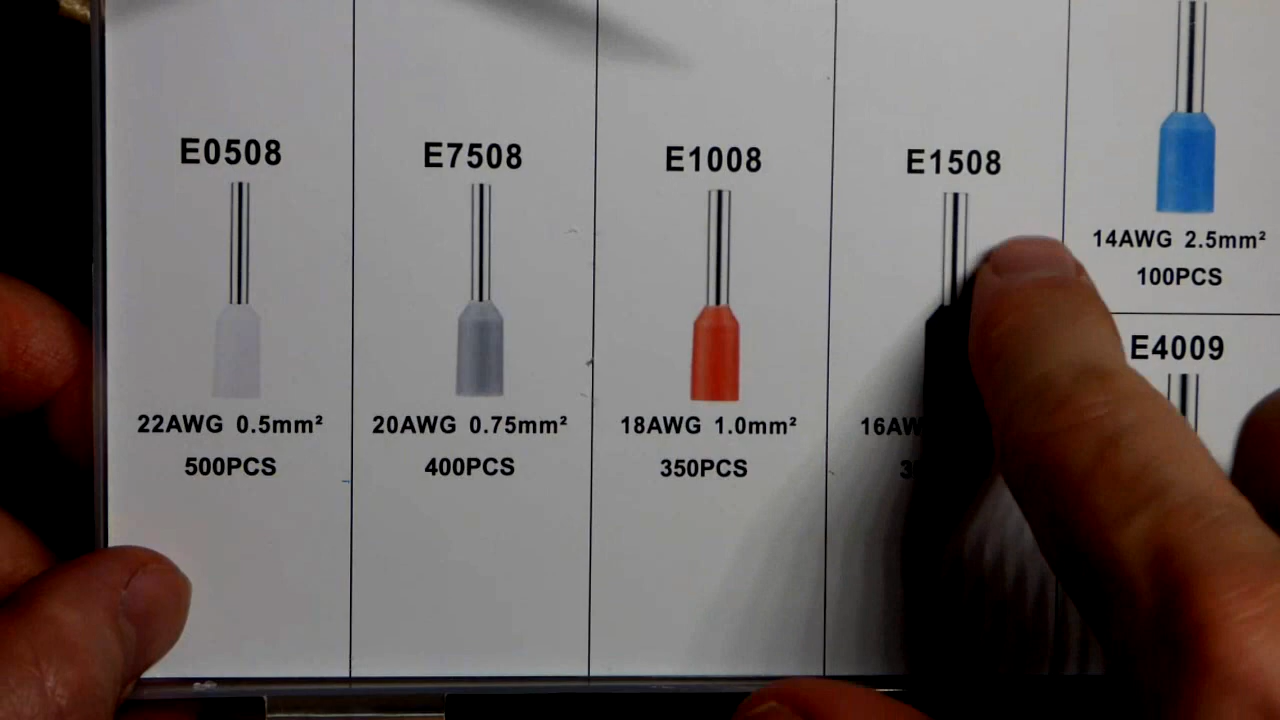 E0508
22AWG 0.5mm²
500PCS
E7508
20AWG 0.75mm²
400PCS
E1008
18AWG 1.0mm²
350PCS
E1508
14AWG 2.5mm²
100PCS
E4009